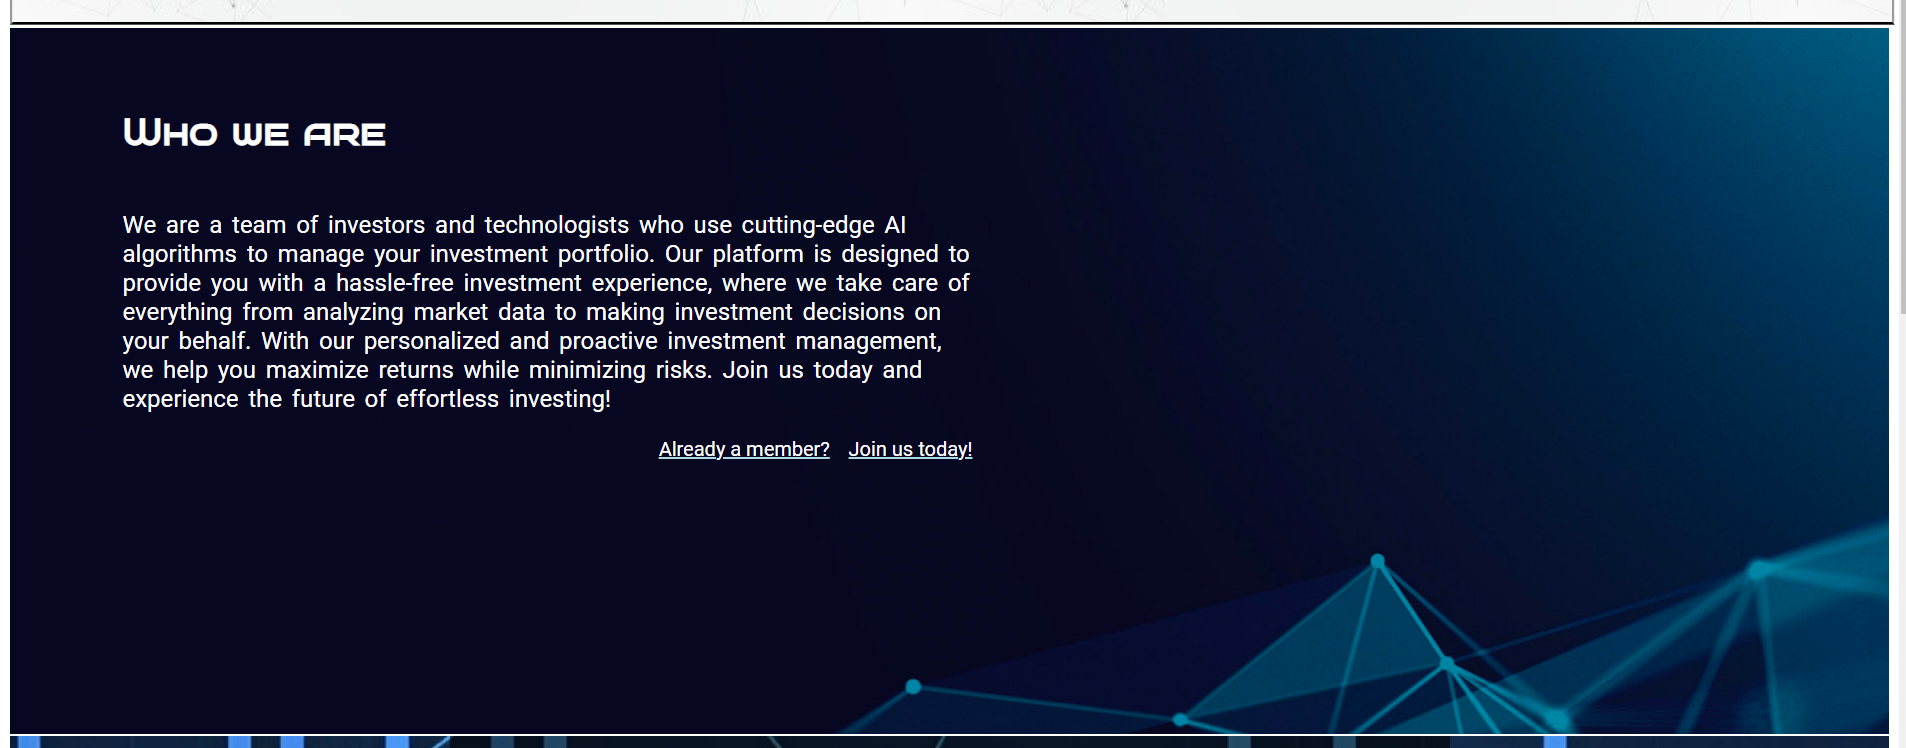 Who we are
We are a team of investors and technologists who use cutting-edge AI
algorithms to manage your investment portfolio. Our platform is designed to
provide you with a hassle-free investment experience, where we take care of
everything from analyzing market data to making investment decisions on
your behalf. With our personalized and proactive investment management,
we help you maximize returns while minimizing risks. Join us today and
experience the future of effortless investing!
Already a member? Join us today!